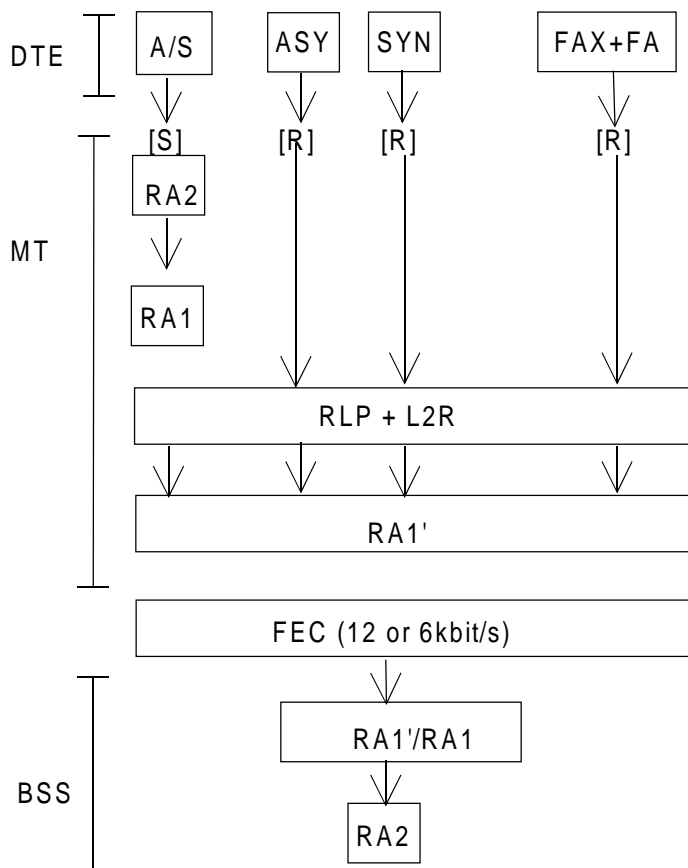 DTE A/S ASY SYN FAX+FA
[S] [R] [R] [R]
RA2
MT
RA1
RLP + L2R
RA1'
FEC (12 or 6kbit/s)
RA1'/RA1
BSS
RA2